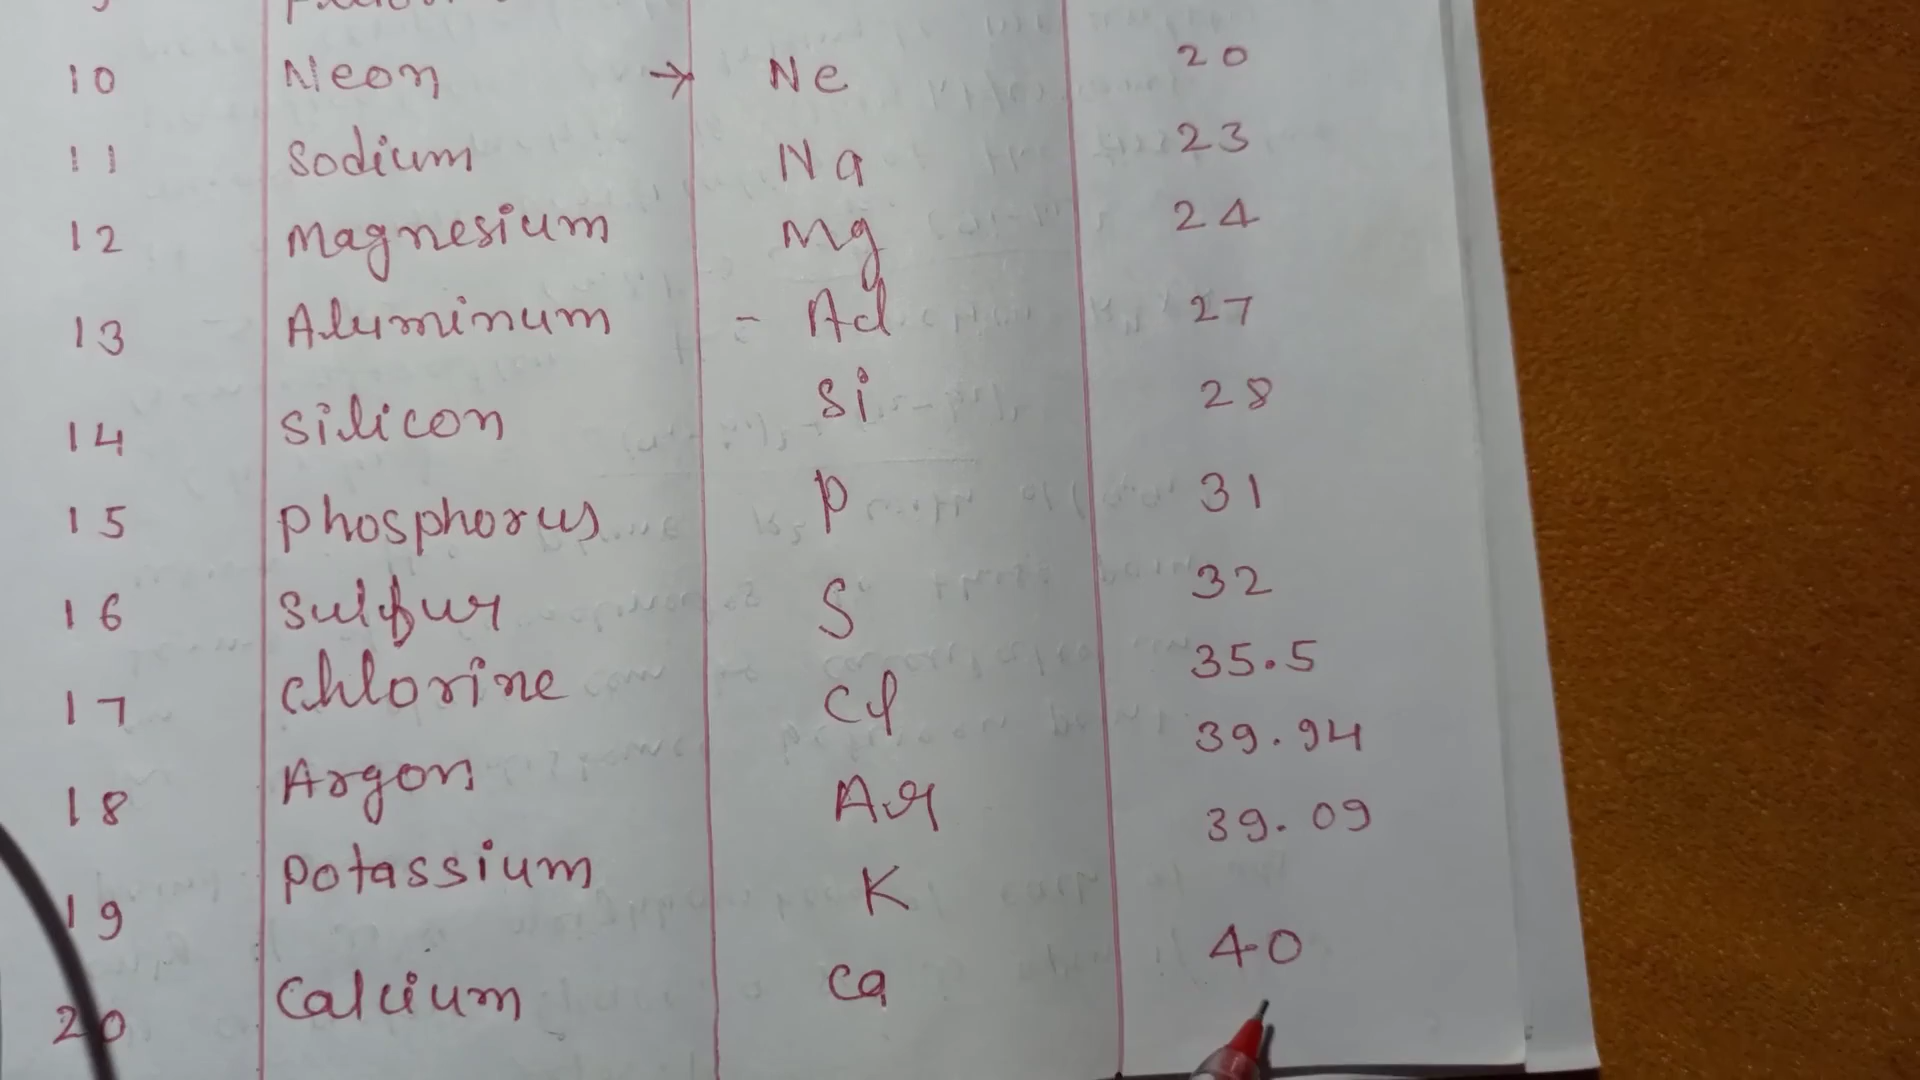 10 Neon → Ne 20
11 Sodium Na 23
12 Magnesium Mg 24
13 Aluminum - Al 27
14 Silicon Si 28
15 Phosphorus P 31
16 Sulfur S 32
17 Chlorine Cl 35.5
18 Argon Ar 39.94
19 Potassium K 39.09
20 Calcium Ca 40